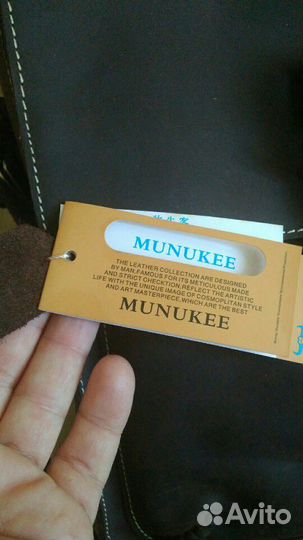 MUNUKEE
THE LEATHER COLLECTION ARE DESIGNED
BY MAN.FAMOUS FOR ITS METICULOUS MADE
AND STRICT CHECKTION,REFLECT THE ARTISTIC
LIFE WITH THE UNIQUE IMAGE OF COSMOPLITAN STYLE
AND ART MASTERPIECE,WHICH ARE THE BEST
MUNUKEE
Avito